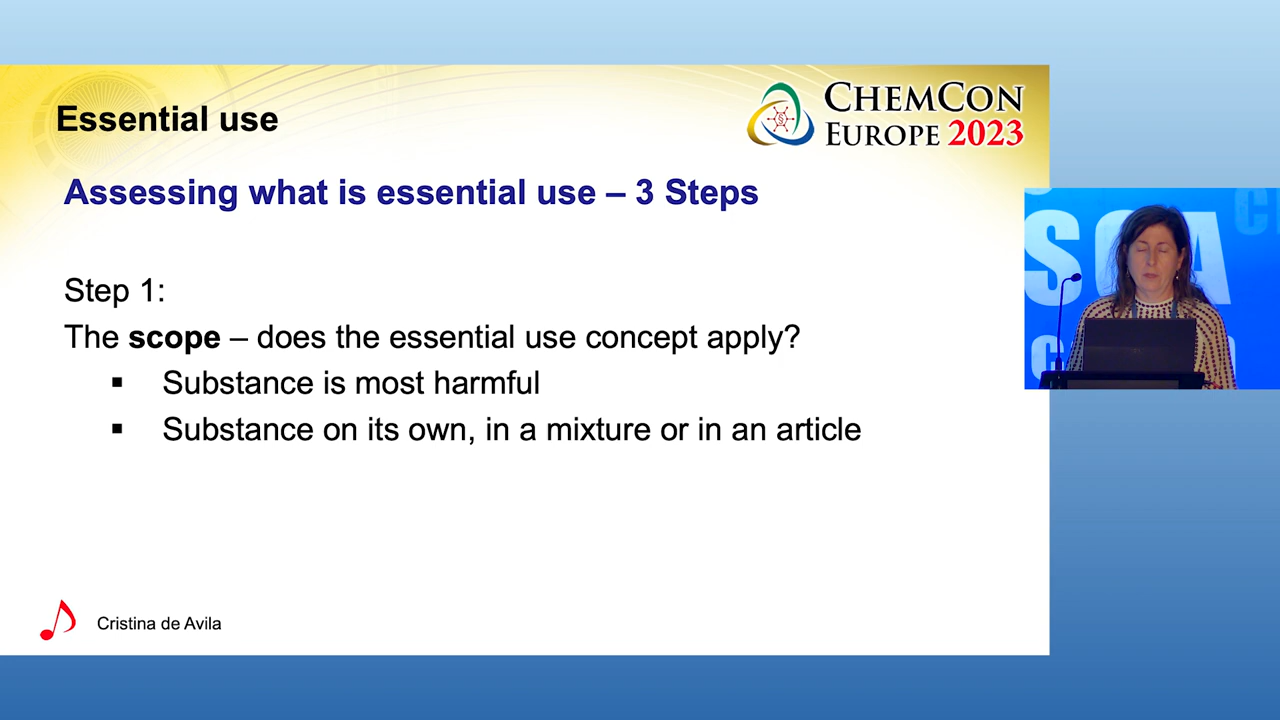 Essential use
CHEMCON
EUROPE 2023
Assessing what is essential use – 3 Steps
Step 1:
The scope – does the essential use concept apply?
▪ Substance is most harmful
▪ Substance on its own, in a mixture or in an article
Cristina de Avila